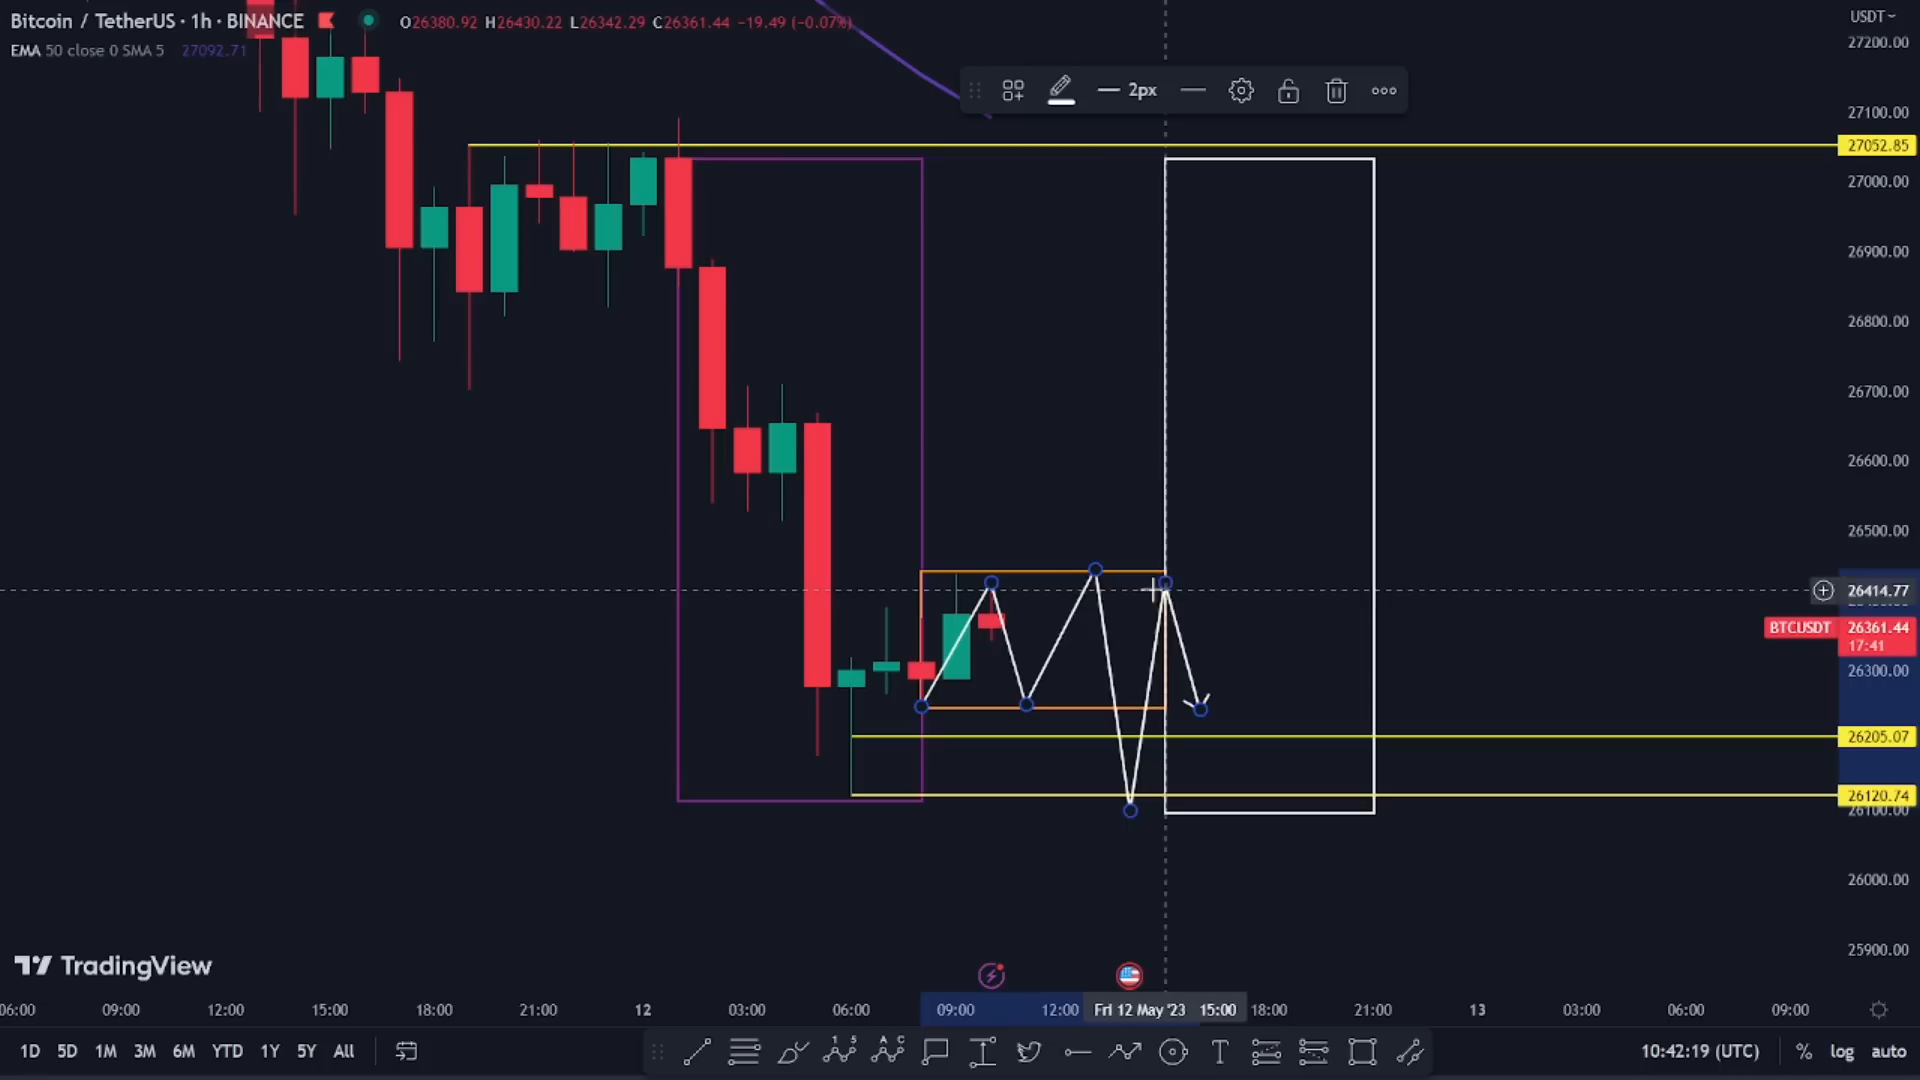 Bitcoin / TetherUS · 1h · BINANCE
O26380.92 H26430.22 L26342.29 C26361.44 −19.49 (−0.07%)
USDT
EMA 50 close 0 SMA 5 27092.71
27200.00
2px
27100.00
27052.85
27000.00
26900.00
26800.00
26700.00
26600.00
26500.00
26414.77
BTCUSDT 26361.44
17:41
26300.00
26205.07
26120.74
26100.00
26000.00
25900.00
TradingView
06:00 09:00 12:00 15:00 18:00 21:00 12 03:00 06:00 09:00 12:00 Fri 12 May '23 15:00 18:00 21:00 13 03:00 06:00 09:00
1D 5D 1M 3M 6M YTD 1Y 5Y All
1 5
A C
T
10:42:19 (UTC) % log auto